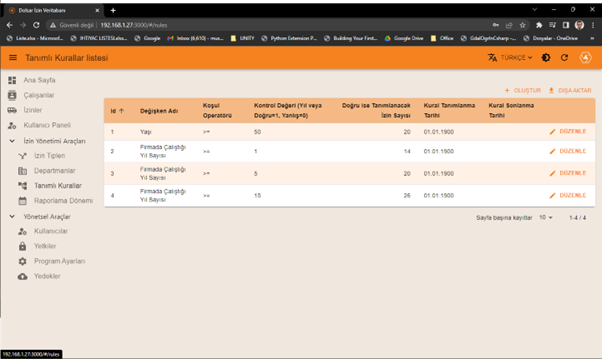 Dobar İzin Veritabanı
Güvenli değil | 192.168.1.27:3000/#/rules
Liste.xlsx - Microsof...
IHTIYAC LISTESI.xlsx...
Google
Inbox (6,610) - mus...
UNITY
Python Extension P...
Building Your First...
Google Drive
Office
GdalOgrInCsharp -...
Dosyalar - OneDrive
Tanımlı Kurallar listesi
TÜRKÇE
Ana Sayfa
Çalışanlar
İzinler
Kullanıcı Paneli
İzin Yönetimi Araçları
İzin Tipleri
Departmanlar
Tanımlı Kurallar
Raporlama Dönemi
Yönetsel Araçlar
Kullanıcılar
Yetkiler
Program Ayarları
Yedekler
+ OLUŞTUR
DIŞA AKTAR
Id Değişken Adı Koşul Operatörü Kontrol Değeri (Yıl veya Doğru=1, Yanlış=0) Doğru ise Tanımlanacak İzin Sayısı Kural Tanımlanma Tarihi Kural Sonlanma Tarihi
1 Yaşı >= 50 20 01.01.1900 DÜZENLE
2 Firmada Çalıştığı Yıl Sayısı >= 1 14 01.01.1900 DÜZENLE
3 Firmada Çalıştığı Yıl Sayısı >= 5 20 01.01.1900 DÜZENLE
4 Firmada Çalıştığı Yıl Sayısı >= 15 26 01.01.1900 DÜZENLE
Sayfa başına kayıtlar 10 1-4 / 4
192.168.1.27:3000/#/rules